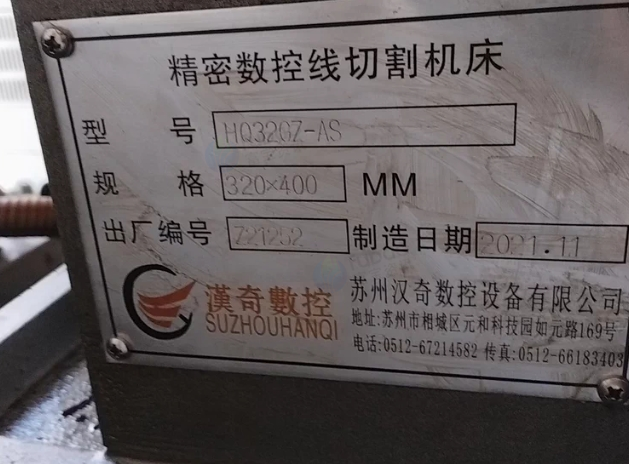 精密数控线切割机床
型 号 HQ320Z-AS
规 格 320×400 MM
出厂编号 Z21252 制造日期 2021.11
漢奇數控 苏州汉奇数控设备有限公司
SUZHOUHANQI 地址:苏州市相城区元和科技园如元路169号
电话:0512-67214582 传真:0512-66183403